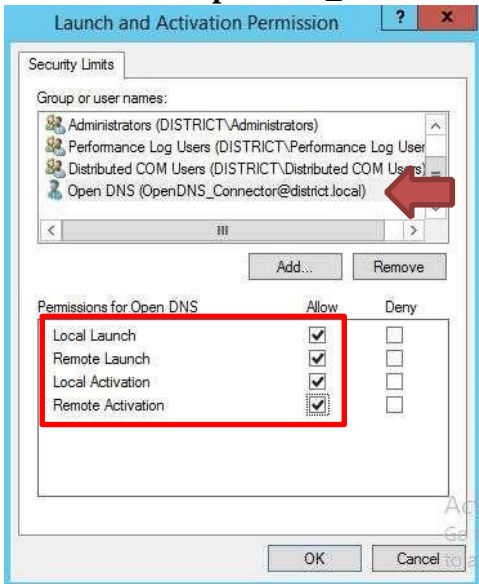 Launch and Activation Permission ? x
Security Limits
Group or user names:
Administrators (DISTRICT\Administrators)
Performance Log Users (DISTRICT\Performance Log User
Distributed COM Users (DISTRICT\Distributed COM Users)
Open DNS (OpenDNS_Connector@district.local)
Add... Remove
Permissions for Open DNS Allow Deny
Local Launch
Remote Launch
Local Activation
Remote Activation
OK Cancel